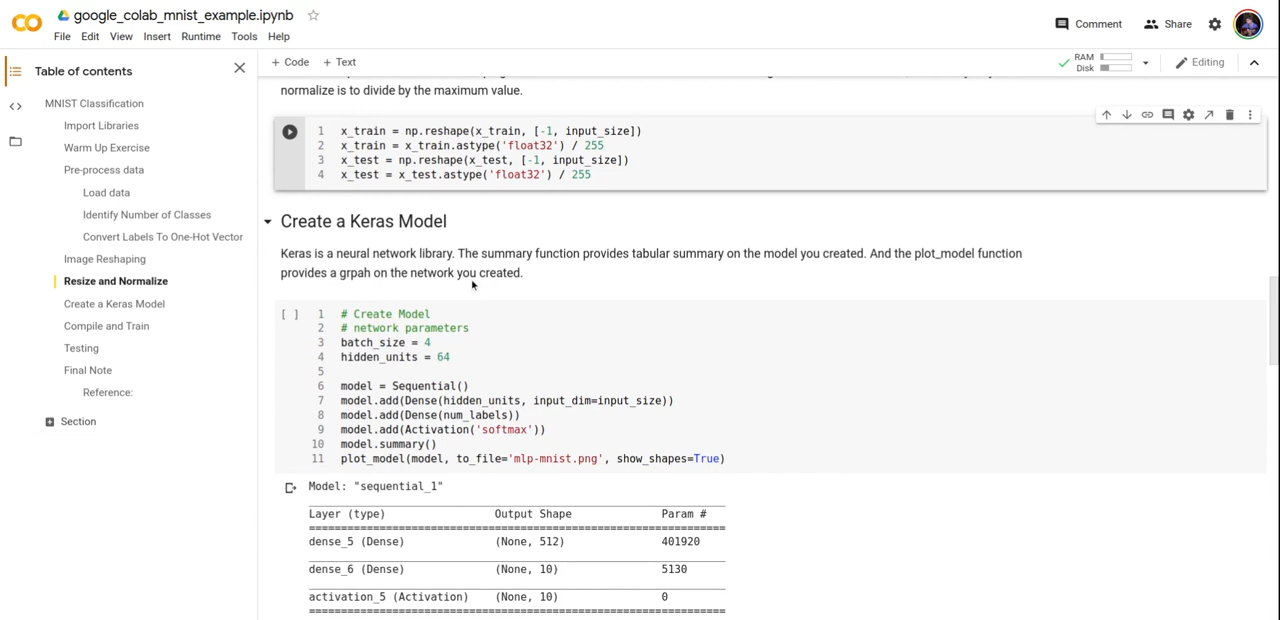 google_colab_mnist_example.ipynb
File Edit View Insert Runtime Tools Help
Comment Share
Table of contents
MNIST Classification
Import Libraries
Warm Up Exercise
Pre-process data
Load data
Identify Number of Classes
Convert Labels To One-Hot Vector
Image Reshaping
Resize and Normalize
Create a Keras Model
Compile and Train
Testing
Final Note
Reference:
Section
+ Code + Text
RAM
Disk
Editing
normalize is to divide by the maximum value.
1 x_train = np.reshape(x_train, [-1, input_size])
2 x_train = x_train.astype('float32') / 255
3 x_test = np.reshape(x_test, [-1, input_size])
4 x_test = x_test.astype('float32') / 255
Create a Keras Model
Keras is a neural network library. The summary function provides tabular summary on the model you created. And the plot_model function
provides a grpah on the network you created.
[ ] 1 # Create Model
2 # network parameters
3 batch_size = 4
4 hidden_units = 64
5
6 model = Sequential()
7 model.add(Dense(hidden_units, input_dim=input_size))
8 model.add(Dense(num_labels))
9 model.add(Activation('softmax'))
10 model.summary()
11 plot_model(model, to_file='mlp-mnist.png', show_shapes=True)
Model: "sequential_1"
Layer (type) Output Shape Param #
dense_5 (Dense) (None, 512) 401920
dense_6 (Dense) (None, 10) 5130
activation_5 (Activation) (None, 10) 0